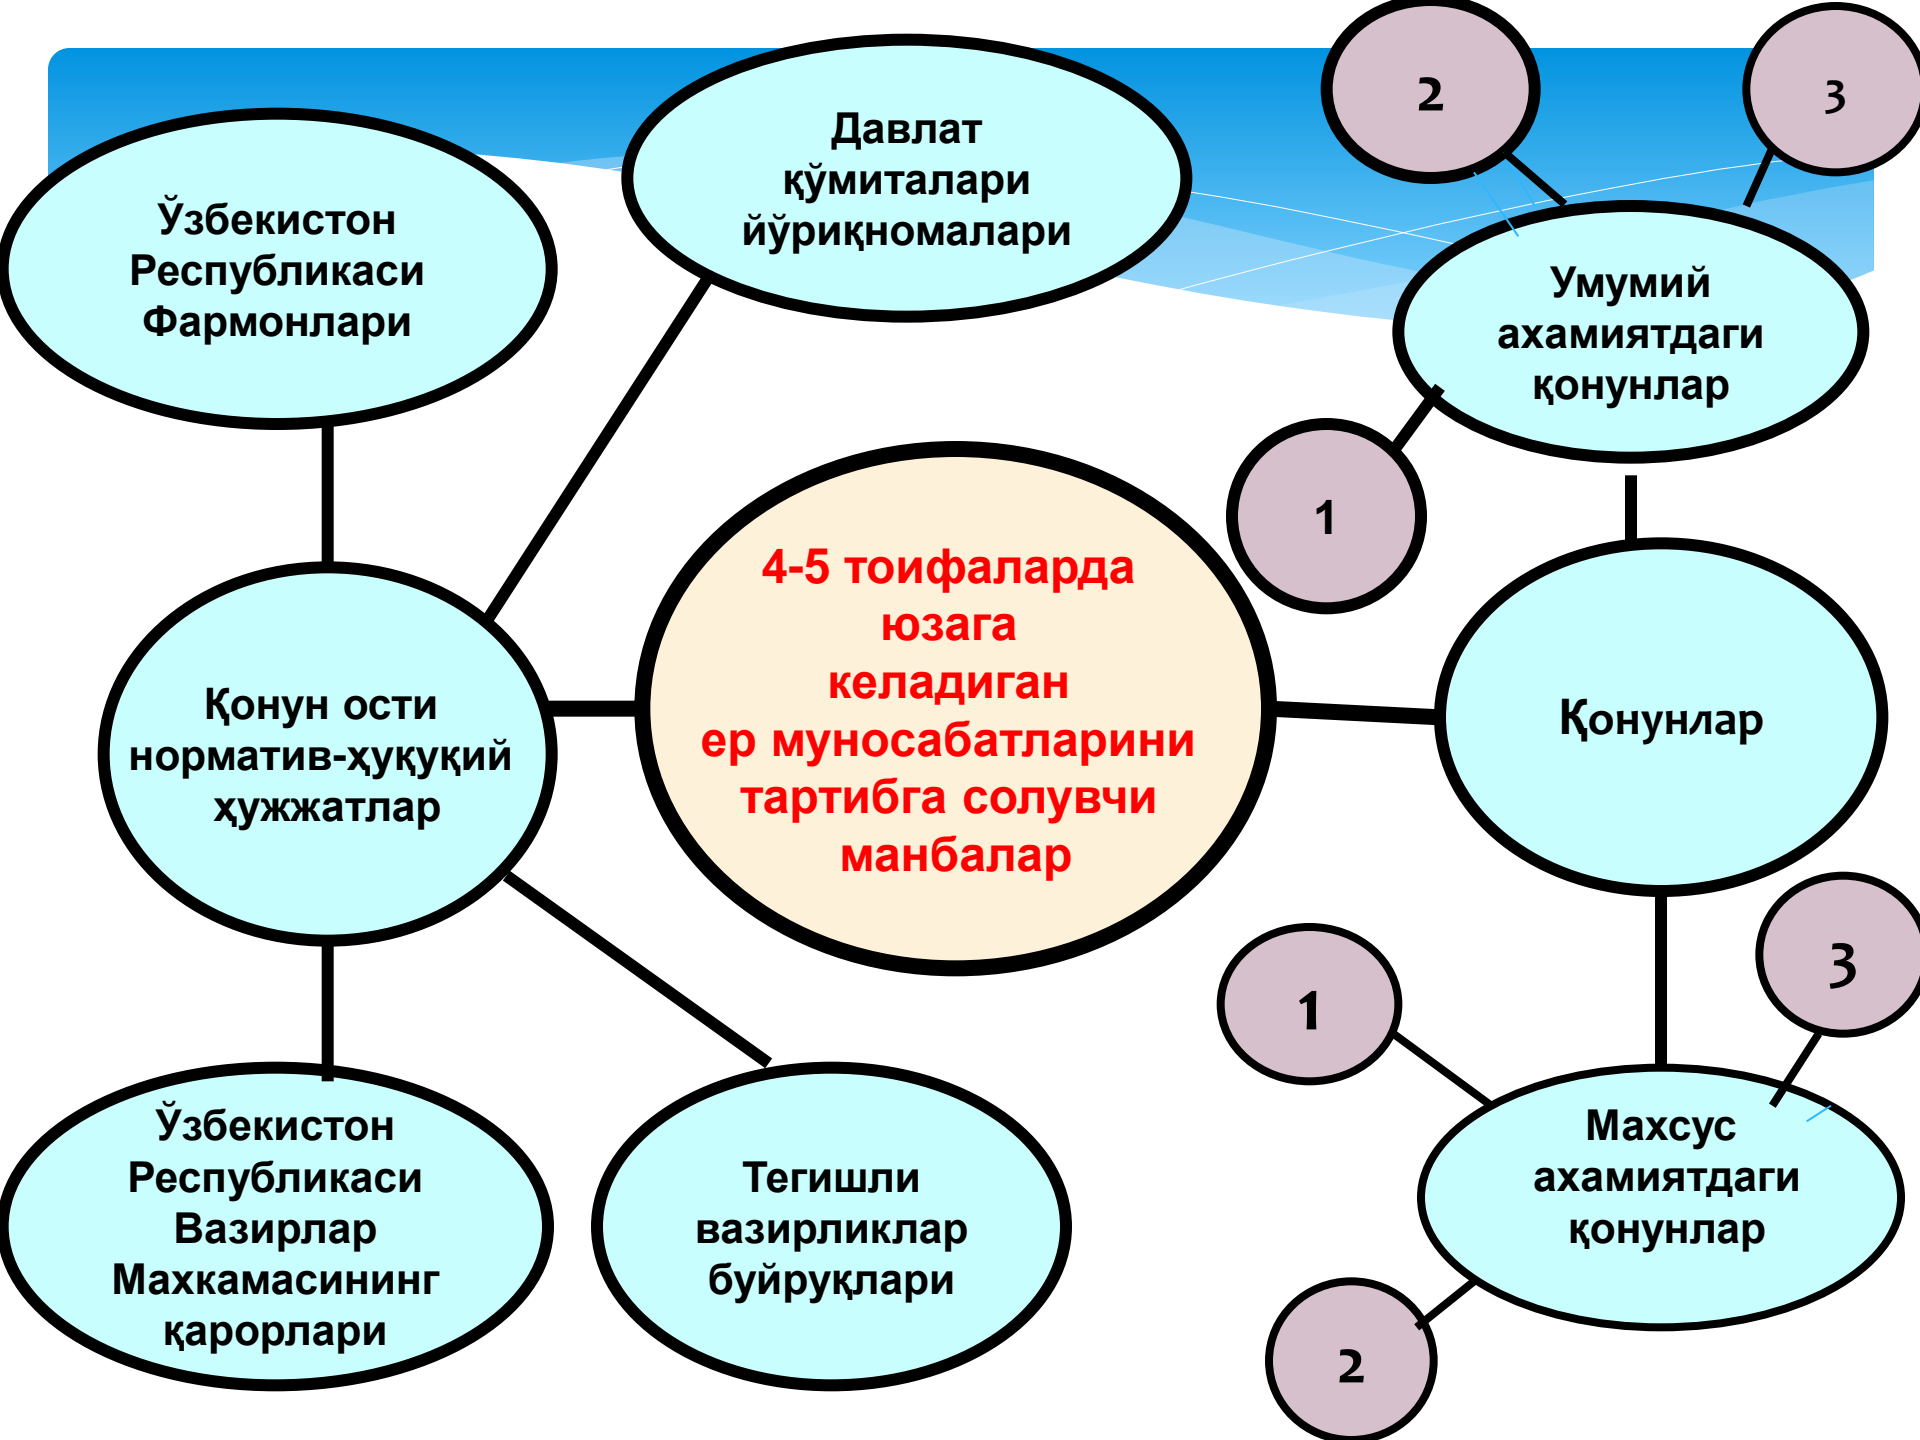 2
3
Давлат
қўмиталари
йўриқномалари
Ўзбекистон
Республикаси
Фармонлари
Умумий
ахамиятдаги
қонунлар
1
4-5 тоифаларда
юзага
келадиган
ер муносабатларини
тартибга солувчи
манбалар
Қонун ости
норматив-ҳуқуқий
ҳужжатлар
Қонунлар
3
1
Ўзбекистон
Республикаси
Вазирлар
Махкамасининг
қарорлари
Тегишли
вазирликлар
буйруқлари
Махсус
ахамиятдаги
қонунлар
2